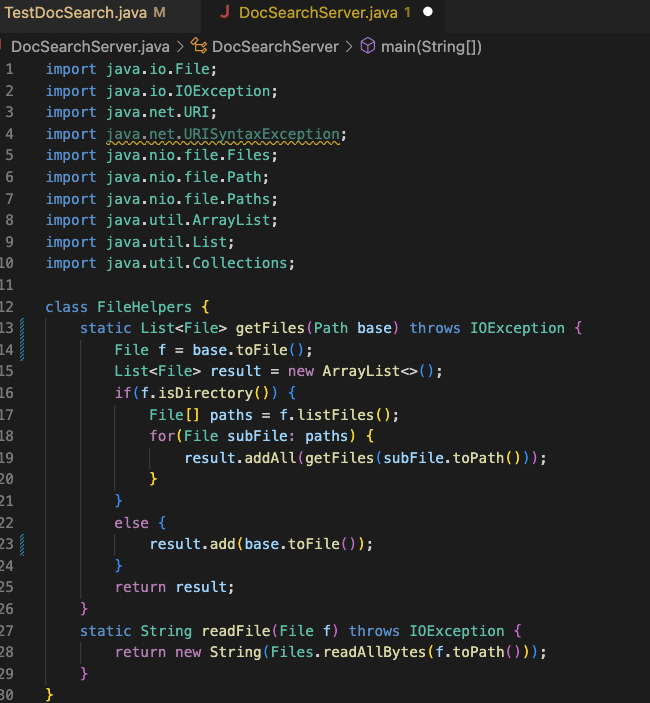 TestDocSearch.java M
DocSearchServer.java 1
DocSearchServer.java > DocSearchServer > main(String[])
1 import java.io.File;
2 import java.io.IOException;
3 import java.net.URI;
4 import java.net.URISyntaxException;
5 import java.nio.file.Files;
6 import java.nio.file.Path;
7 import java.nio.file.Paths;
8 import java.util.ArrayList;
9 import java.util.List;
10 import java.util.Collections;
11
12 class FileHelpers {
13     static List<File> getFiles(Path base) throws IOException {
14         File f = base.toFile();
15         List<File> result = new ArrayList<>();
16         if(f.isDirectory()) {
17             File[] paths = f.listFiles();
18             for(File subFile: paths) {
19                 result.addAll(getFiles(subFile.toPath()));
20             }
21         }
22         else {
23             result.add(base.toFile());
24         }
25         return result;
26     }
27     static String readFile(File f) throws IOException {
28         return new String(Files.readAllBytes(f.toPath()));
29     }
30 }